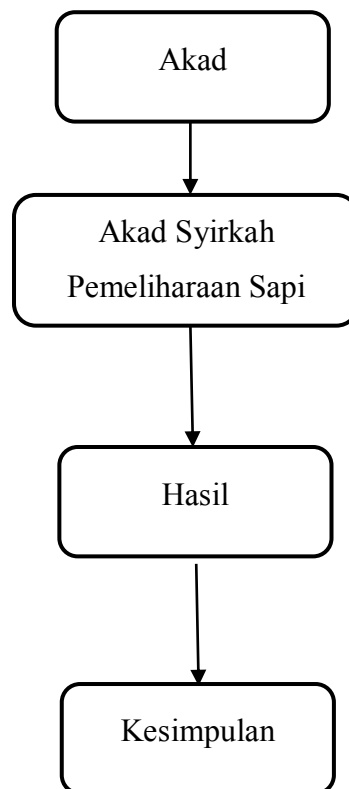 Akad
Akad Syirkah
Pemeliharaan Sapi
Hasil
Kesimpulan